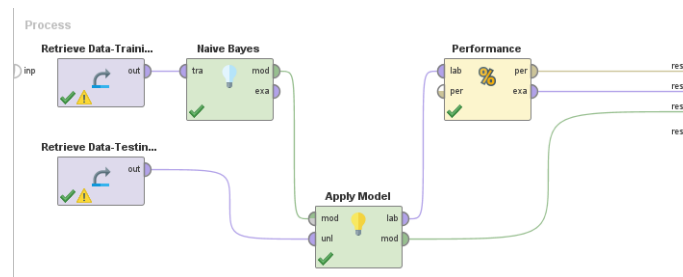 Process
Retrieve Data-Traini...
Naive Bayes
Performance
inp
out
tra
mod
exa
lab
per
%
per
exa
res
res
res
res
Retrieve Data-Testin...
out
Apply Model
mod
lab
unl
mod